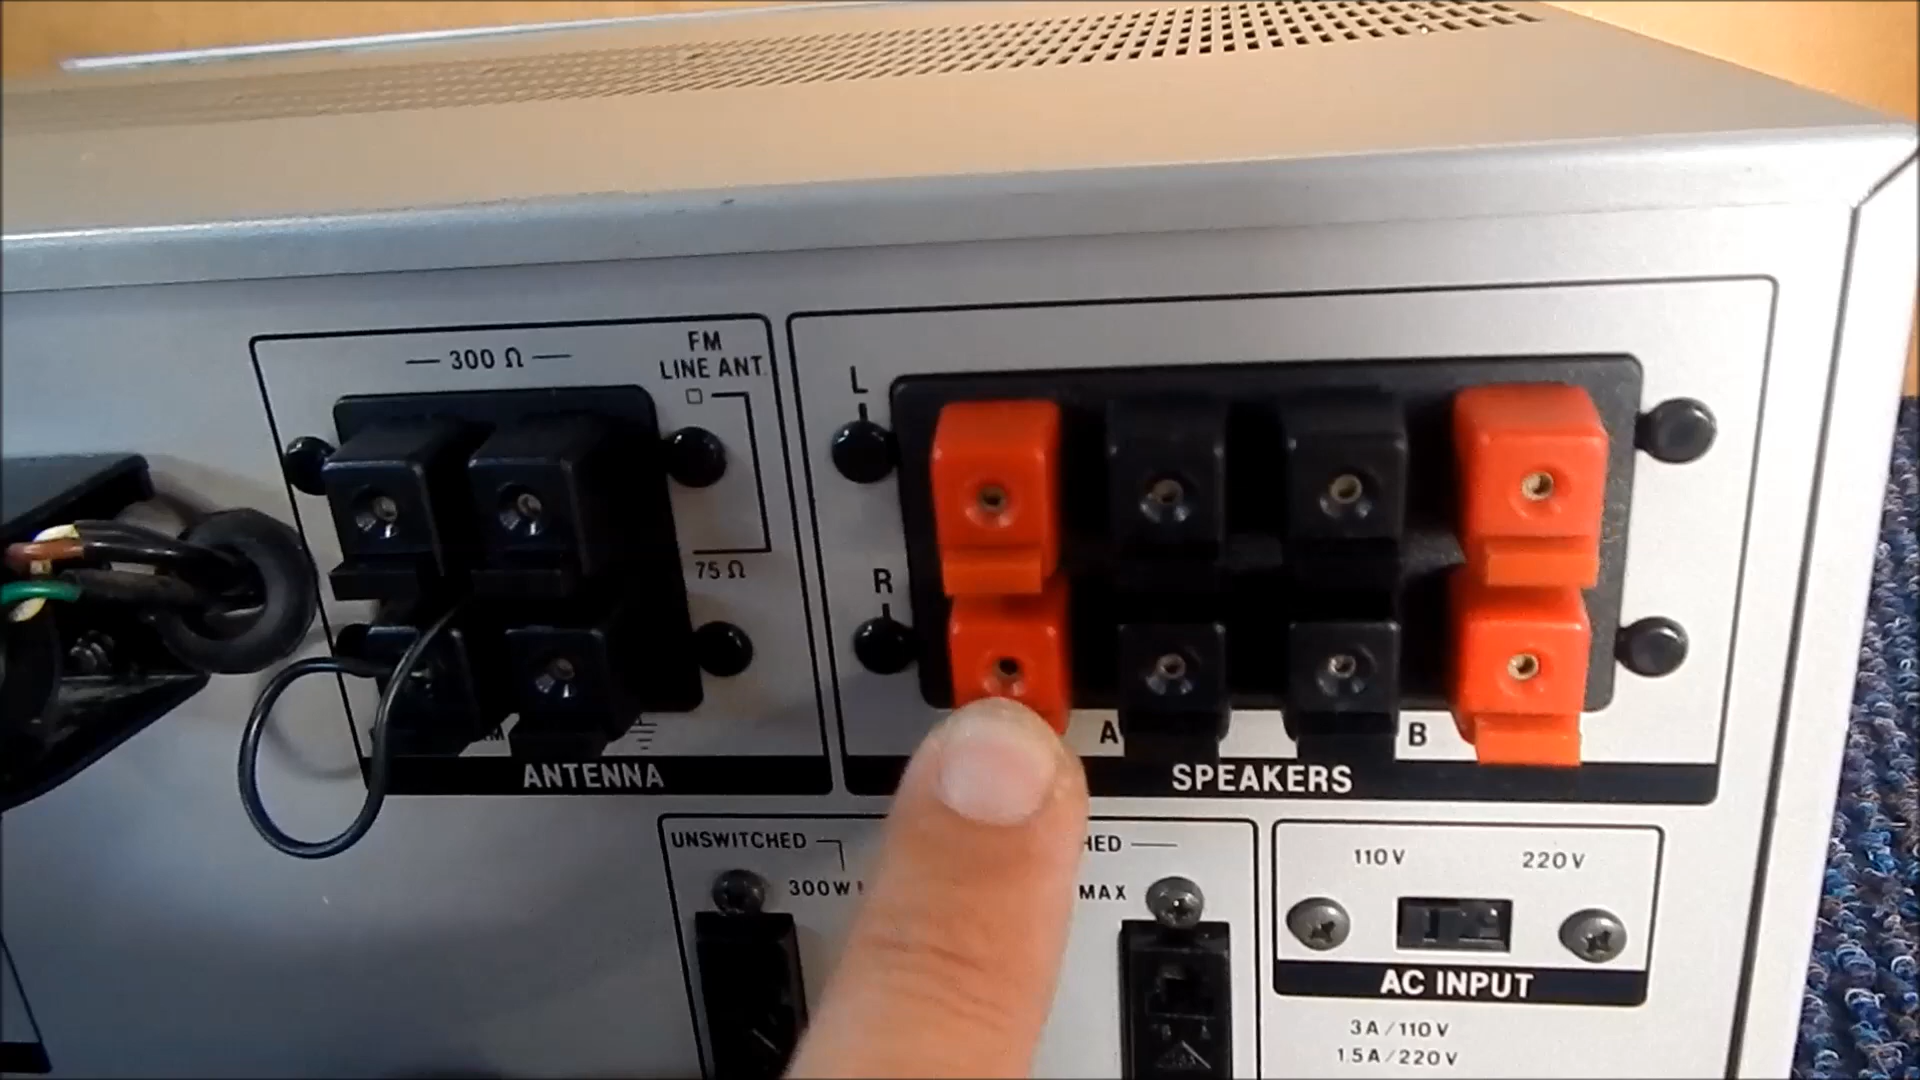 300 Ω
FM
LINE ANT.
75 Ω
ANTENNA
L
R
A
B
SPEAKERS
UNSWITCHED
300W
MAX
110V
220V
AC INPUT
3A/110V
1.5A/220V